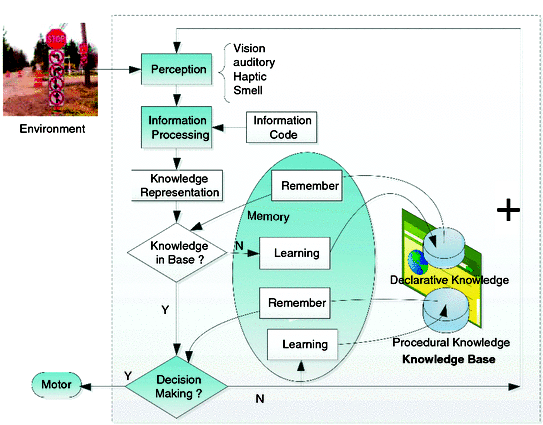 STOP
Environment
Perception
Vision
auditory
Haptic
Smell
Information
Processing
Information
Code
Knowledge
Representation
Remember
Memory
Knowledge
in Base ?
N
Learning
Declarative Knowledge
Y
Remember
Learning
Procedural Knowledge
Knowledge Base
Decision
Making ?
Y
N
Motor
+